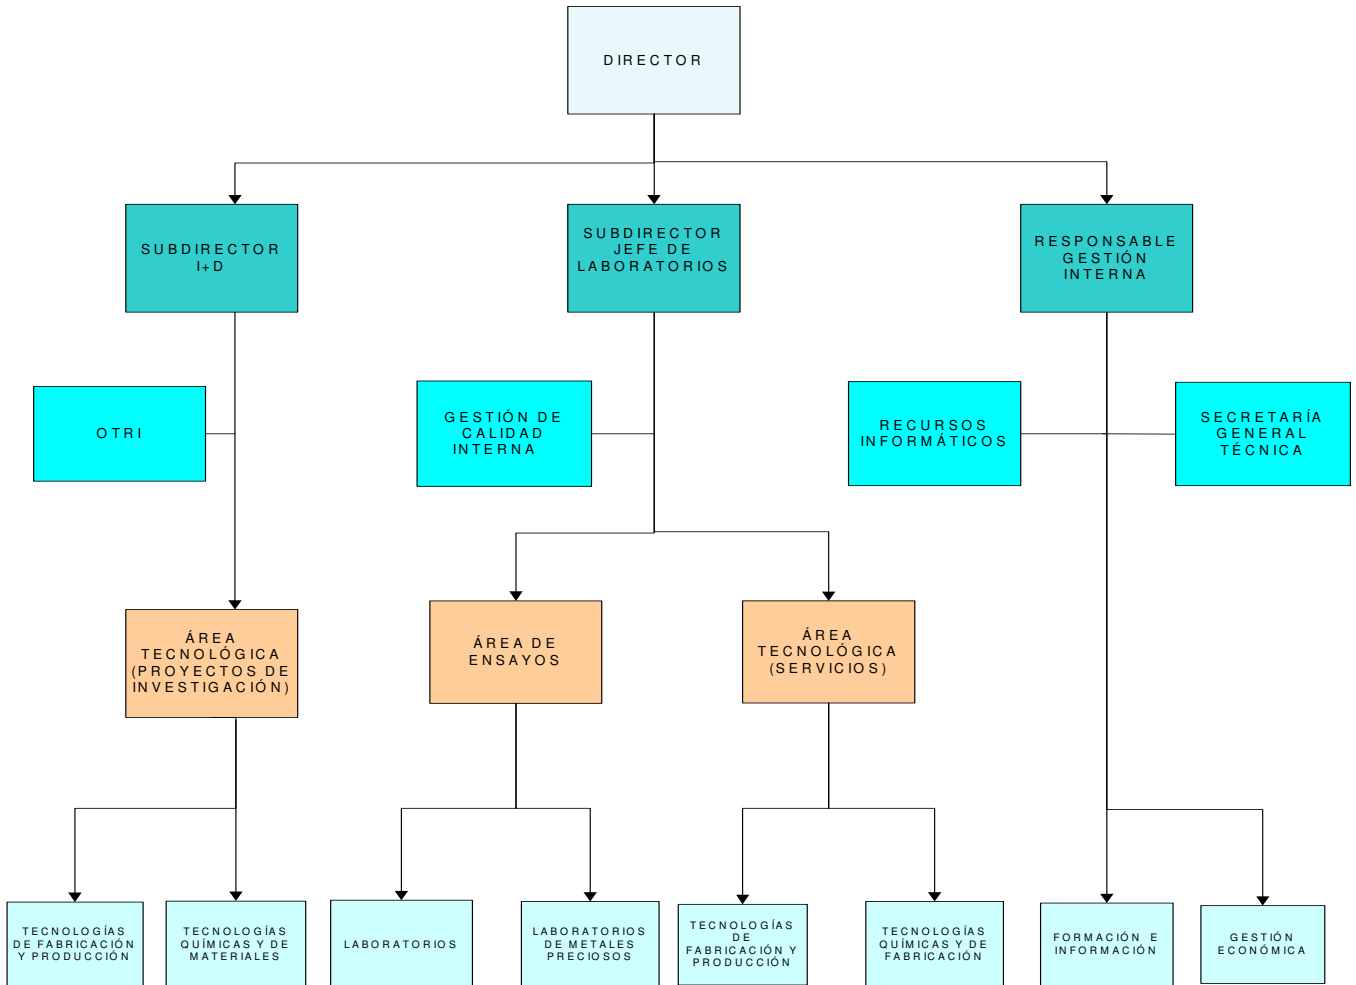 DIRECTOR
SUBDIRECTOR
I+D
SUBDIRECTOR
JEFE DE
LABORATORIOS
RESPONSABLE
GESTIÓN
INTERNA
OTRI
GESTIÓN DE
CALIDAD
INTERNA
RECURSOS
INFORMÁTICOS
SECRETARÍA
GENERAL
TÉCNICA
ÁREA
TECNOLÓGICA
(PROYECTOS DE
INVESTIGACIÓN)
ÁREA DE
ENSAYOS
ÁREA
TECNOLÓGICA
(SERVICIOS)
TECNOLOGÍAS
DE FABRICACIÓN
Y PRODUCCIÓN
TECNOLOGÍAS
QUÍMICAS Y DE
MATERIALES
LABORATORIOS
LABORATORIOS
DE METALES
PRECIOSOS
TECNOLOGÍAS
DE
FABRICACIÓN Y
PRODUCCIÓN
TECNOLOGÍAS
QUÍMICAS Y DE
FABRICACIÓN
FORMACIÓN E
INFORMACIÓN
GESTIÓN
ECONÓMICA